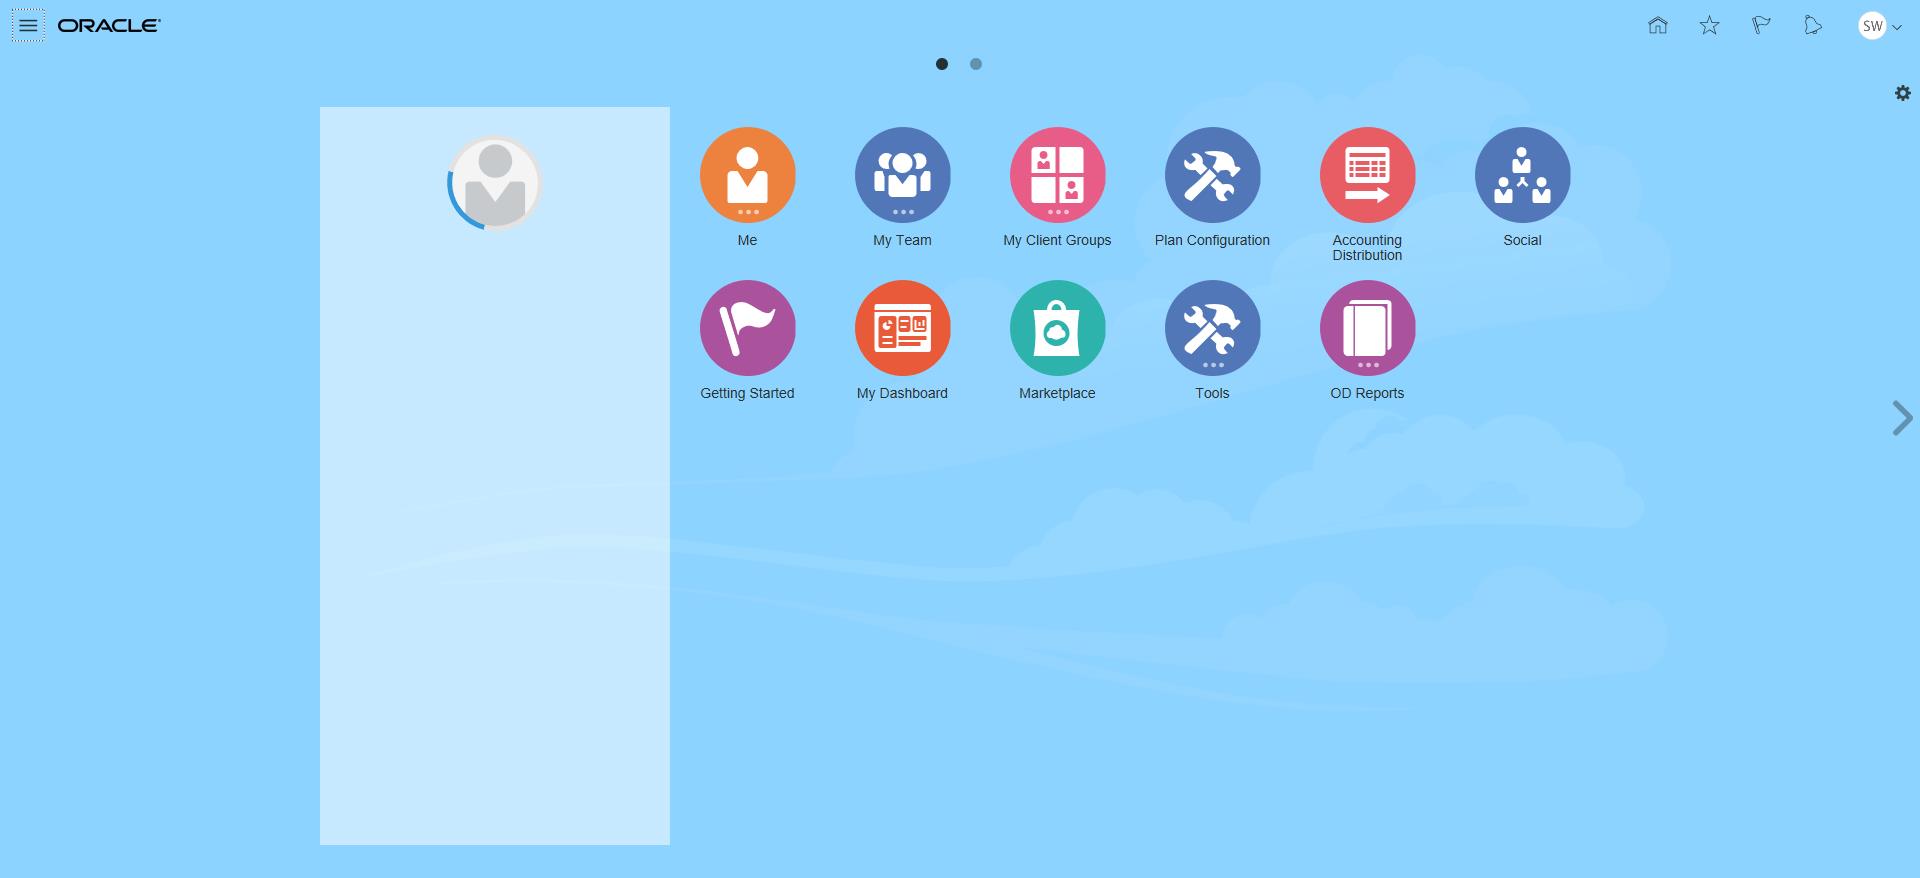 ORACLE
SW
Me
My Team
My Client Groups
Plan Configuration
Accounting
Distribution
Social
Getting Started
My Dashboard
Marketplace
Tools
OD Reports